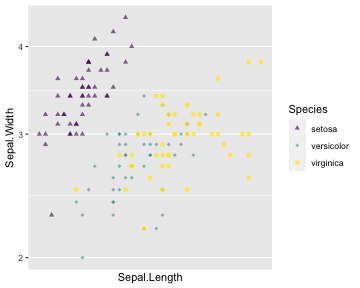 4
3
2
Sepal.Width
Sepal.Length
Species
setosa
versicolor
virginica